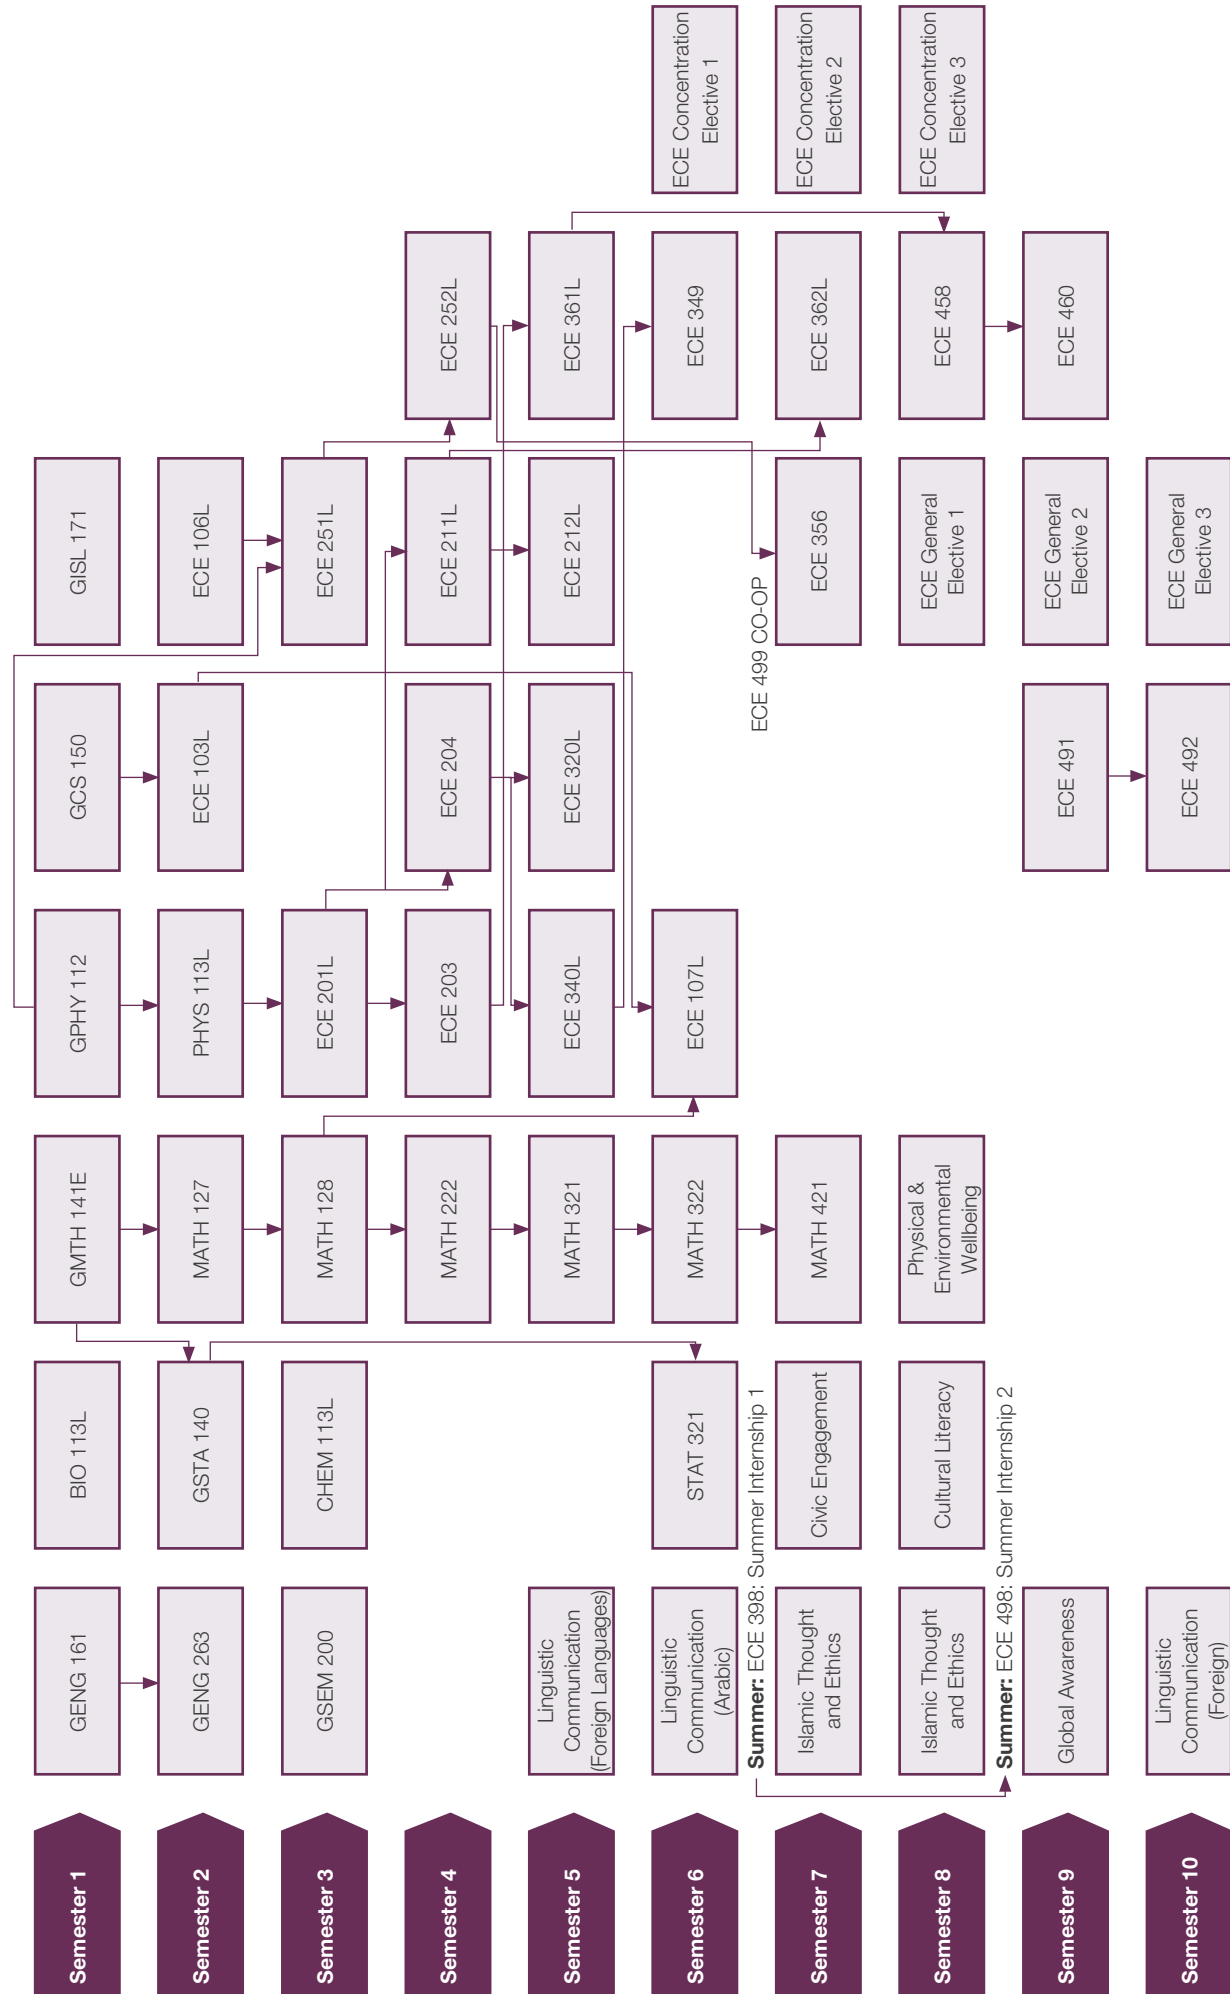 Semester 1
GENG 161
BIO 113L
GMTH 141E
GPHY 112
GCS 150
GISL 171
Semester 2
GENG 263
GSTA 140
MATH 127
PHYS 113L
ECE 103L
ECE 106L
Semester 3
GSEM 200
CHEM 113L
MATH 128
ECE 201L
ECE 251L
Semester 4
MATH 222
ECE 203
ECE 204
ECE 211L
ECE 252L
Semester 5
Linguistic
Communication
(Foreign Languages)
MATH 321
ECE 340L
ECE 320L
ECE 212L
ECE 361L
Semester 6
Linguistic
Communication
(Arabic)
STAT 321
MATH 322
ECE 107L
ECE 349
ECE Concentration
Elective 1
Summer: ECE 398: Summer Internship 1
ECE 499 CO-OP
Semester 7
Islamic Thought
and Ethics
Civic Engagement
MATH 421
ECE 356
ECE 362L
ECE Concentration
Elective 2
Semester 8
Islamic Thought
and Ethics
Cultural Literacy
Physical &
Environmental
Wellbeing
ECE General
Elective 1
ECE 458
ECE Concentration
Elective 3
Summer: ECE 498: Summer Internship 2
Semester 9
Global Awareness
ECE 491
ECE General
Elective 2
ECE 460
Semester 10
Linguistic
Communication
(Foreign)
ECE 492
ECE General
Elective 3